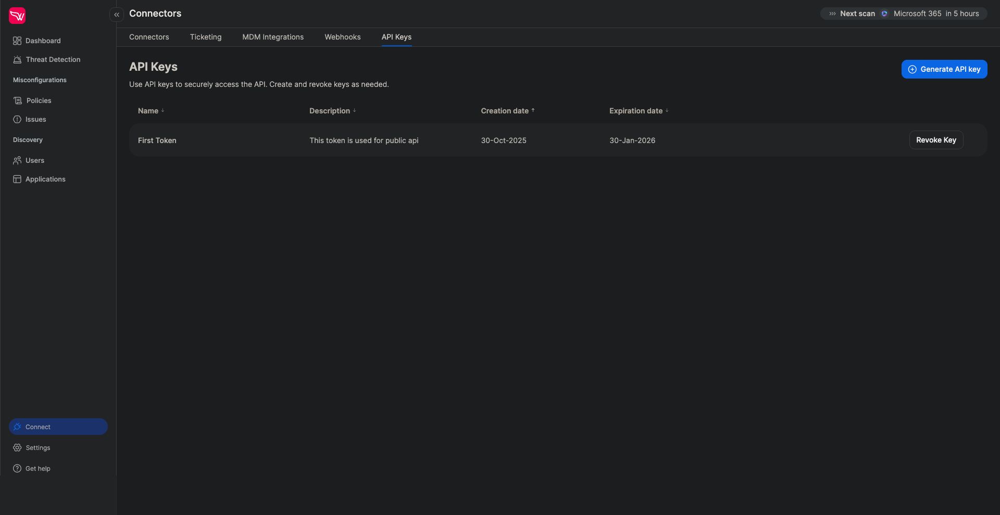 Connectors
Next scan Microsoft 365 in 5 hours
Dashboard
Threat Detection
Misconfigurations
Policies
Issues
Discovery
Users
Applications
Connect
Settings
Get help
Connectors Ticketing MDM Integrations Webhooks API Keys
API Keys
Generate API key
Use API keys to securely access the API. Create and revoke keys as needed.
Name Description Creation date Expiration date
First Token This token is used for public api 30-Oct-2025 30-Jan-2026 Revoke Key